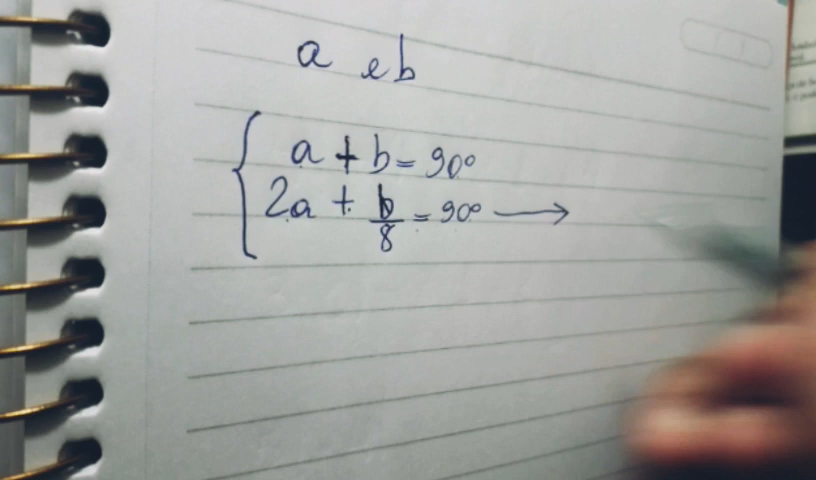 a e b
a + b = 90°
2a + b/8 = 90° →